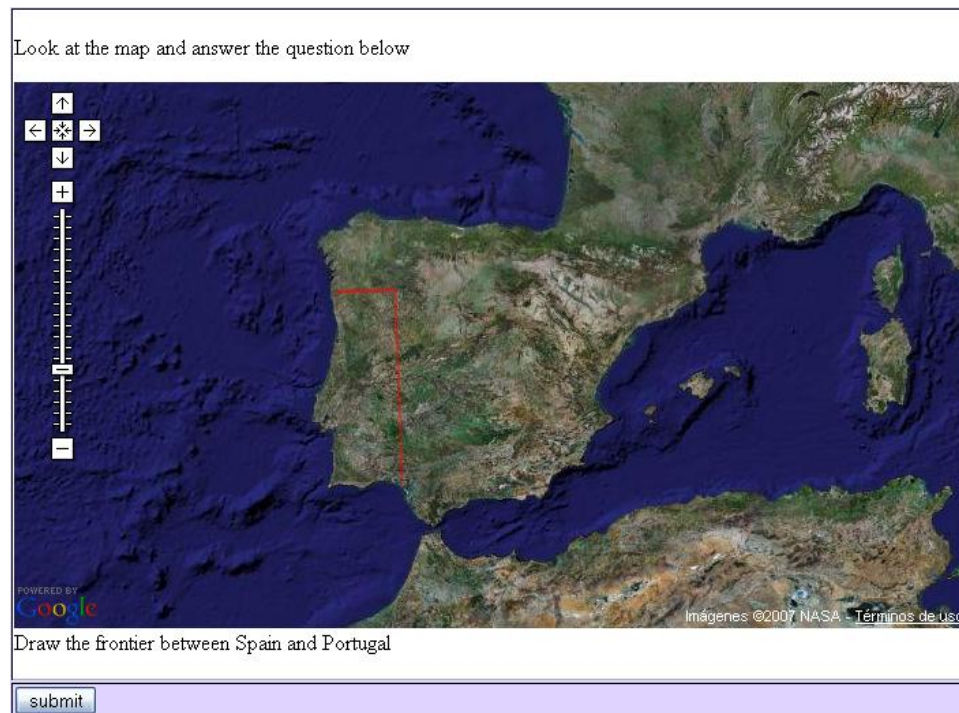 Look at the map and answer the question below
POWERED BY
Google
Imágenes ©2007 NASA - Términos de uso
Draw the frontier between Spain and Portugal
submit